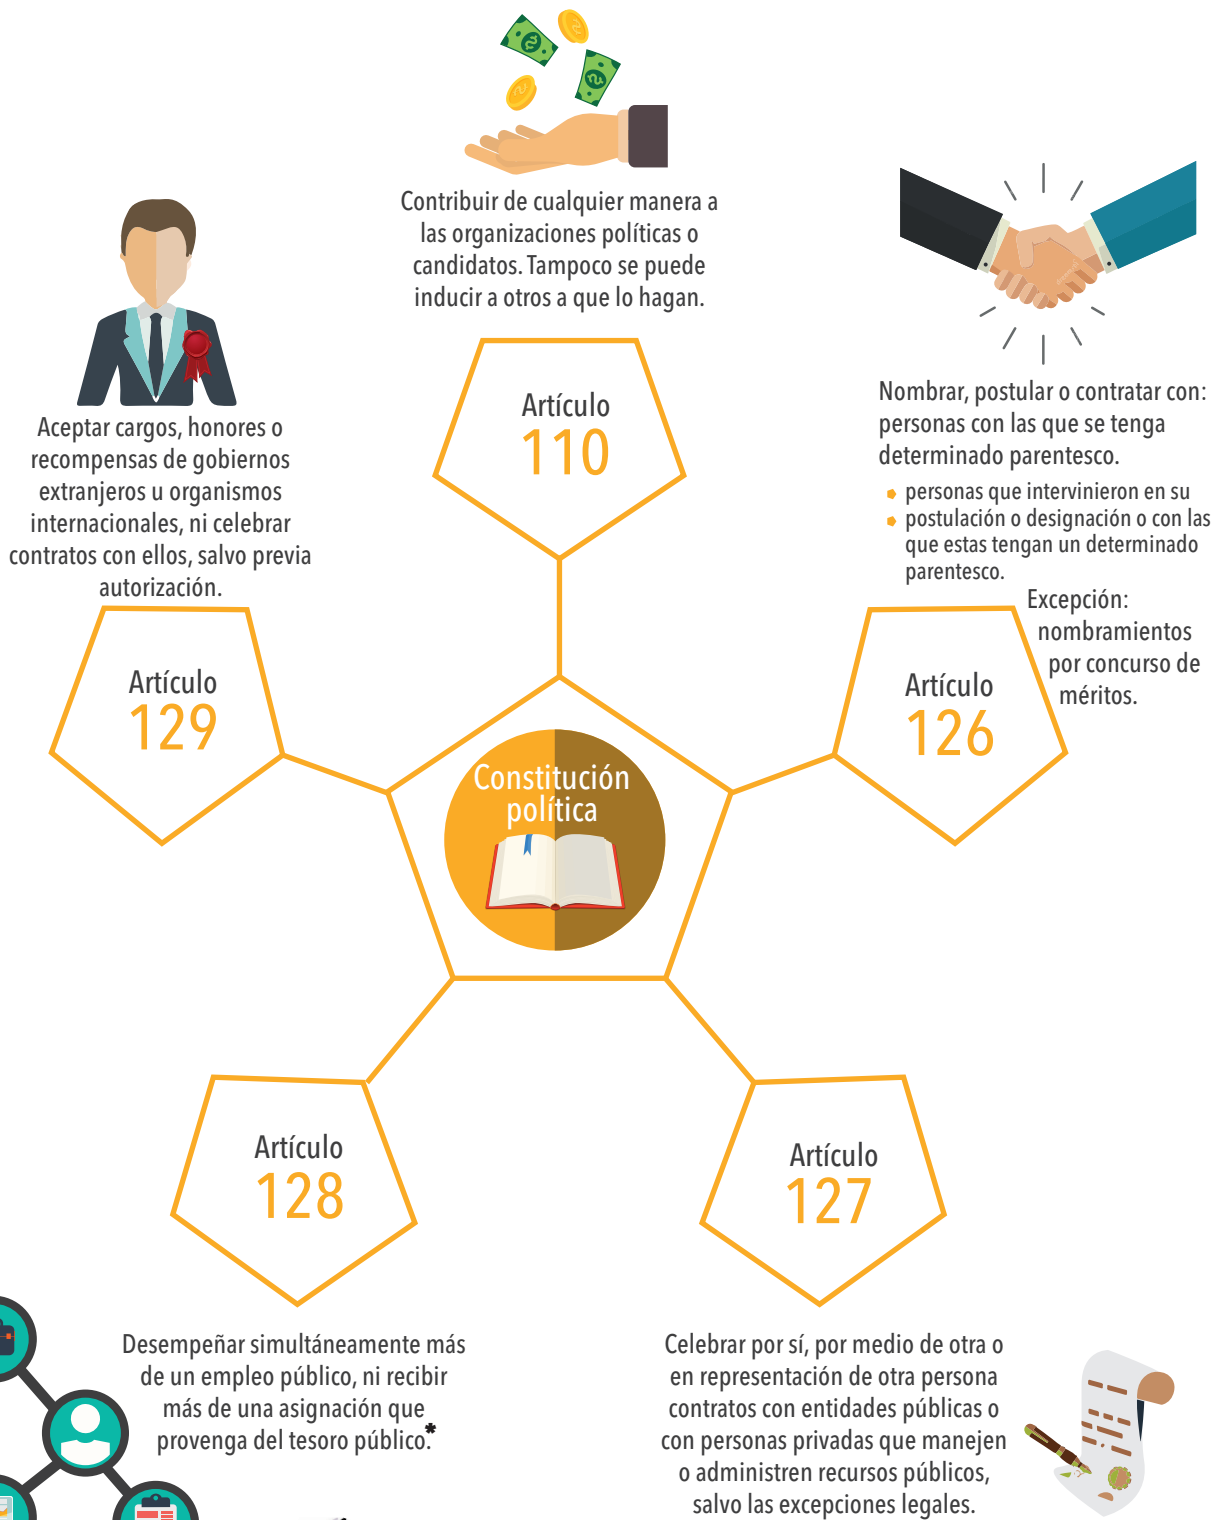 Contribuir de cualquier manera a
las organizaciones políticas o
candidatos. Tampoco se puede
inducir a otros a que lo hagan.
Artículo
110
Aceptar cargos, honores o
recompensas de gobiernos
extranjeros u organismos
internacionales, ni celebrar
contratos con ellos, salvo previa
autorización.
Artículo
129
Nombrar, postular o contratar con:
personas con las que se tenga
determinado parentesco.
personas que intervinieron en su
postulación o designación o con las
que estas tengan un determinado
parentesco.
Excepción:
nombramientos
por concurso de
méritos.
Artículo
126
Constitución
política
Artículo
128
Desempeñar simultáneamente más
de un empleo público, ni recibir
más de una asignación que
provenga del tesoro público.*
Artículo
127
Celebrar por sí, por medio de otra o
en representación de otra persona
contratos con entidades públicas o
con personas privadas que manejen
o administren recursos públicos,
salvo las excepciones legales.